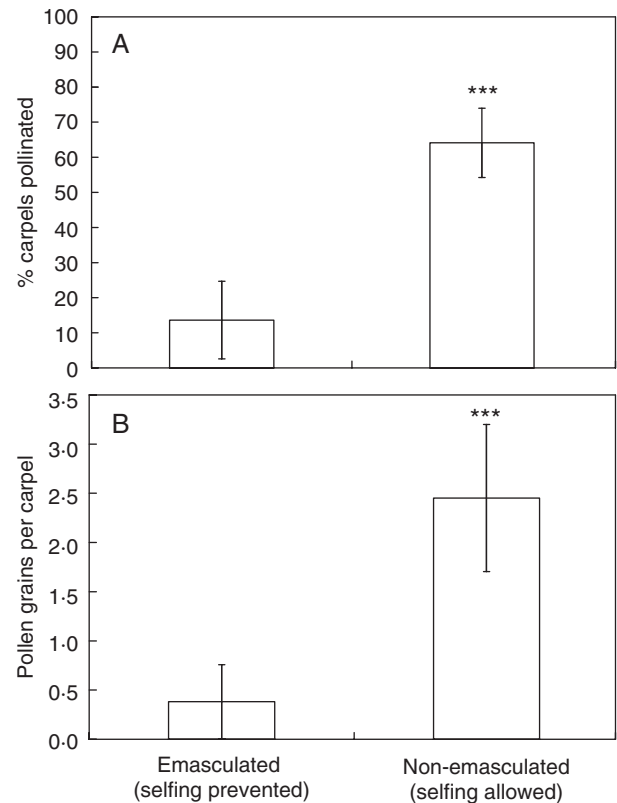 A
% carpels pollinated
100
90
80
70
60
50
40
30
20
10
0
***
B
Pollen grains per carpel
3·5
3·0
2·5
2·0
1·5
1·0
0·5
0·0
***
Emasculated
(selfing prevented)
Non-emasculated
(selfing allowed)